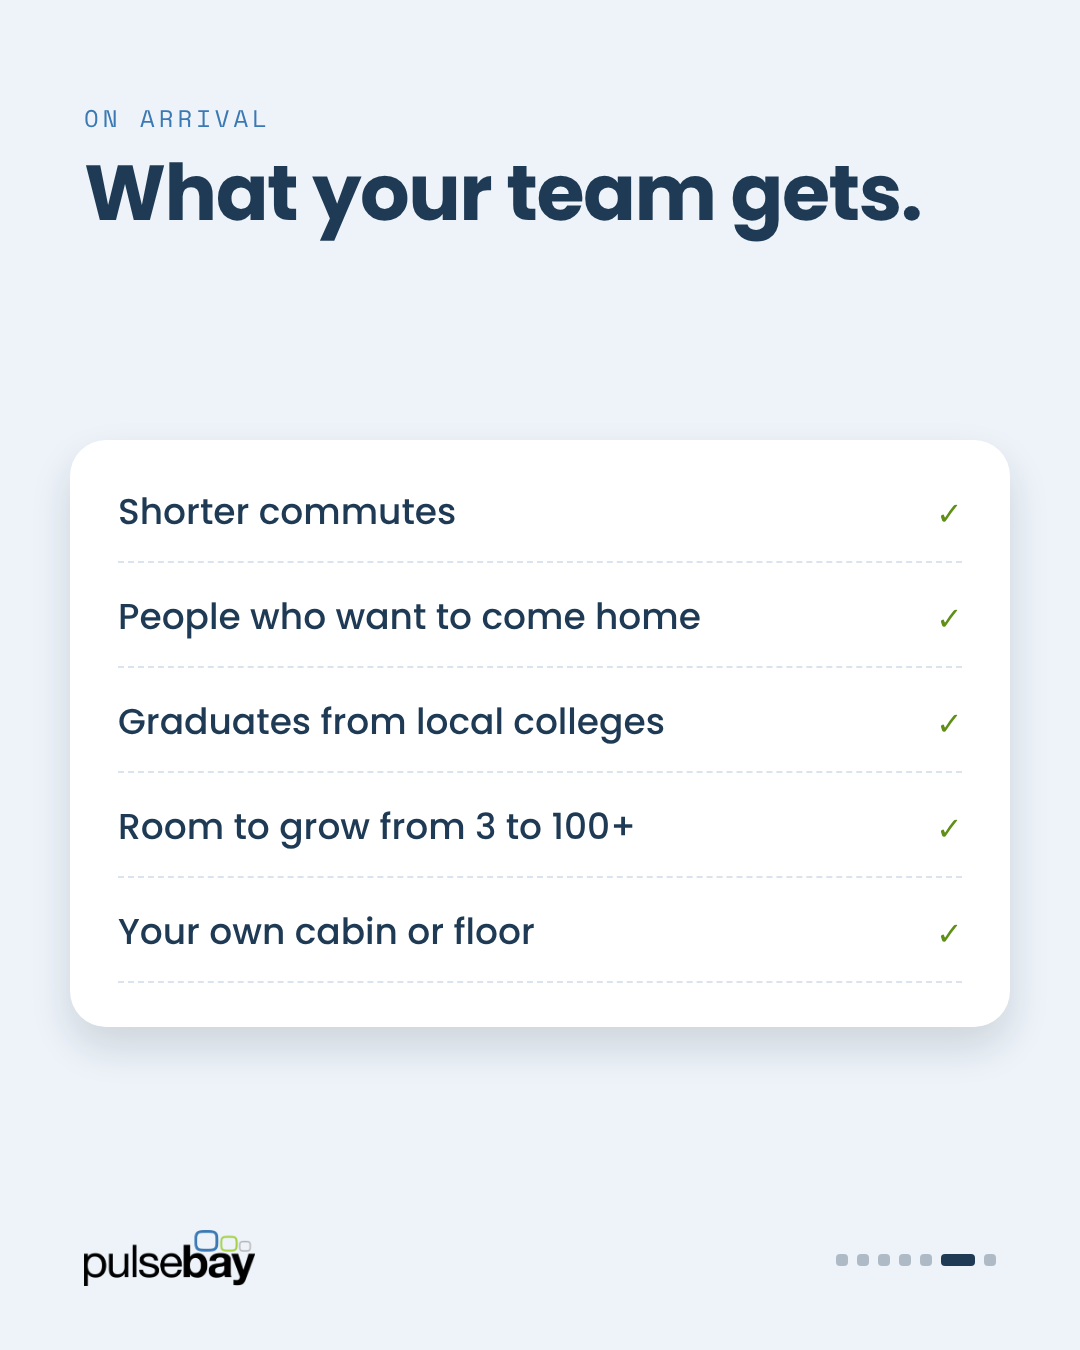 ON ARRIVAL
What your team gets.
Shorter commutes ✓
People who want to come home ✓
Graduates from local colleges ✓
Room to grow from 3 to 100+ ✓
Your own cabin or floor ✓
pulsebay